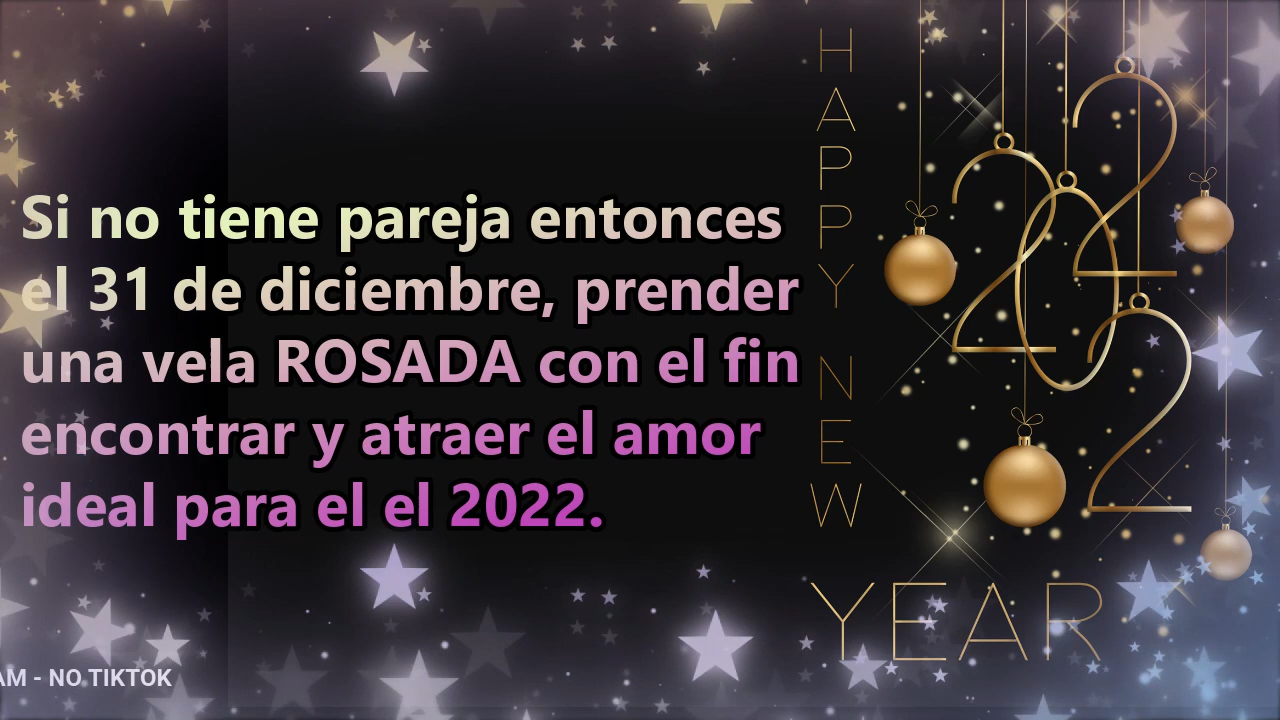 Si no tiene pareja entonces
el 31 de diciembre, prender
una vela ROSADA con el fin
encontrar y atraer el amor
ideal para el el 2022.
HAPPY
NEW
YEAR
2022
AM - NO TIKTOK